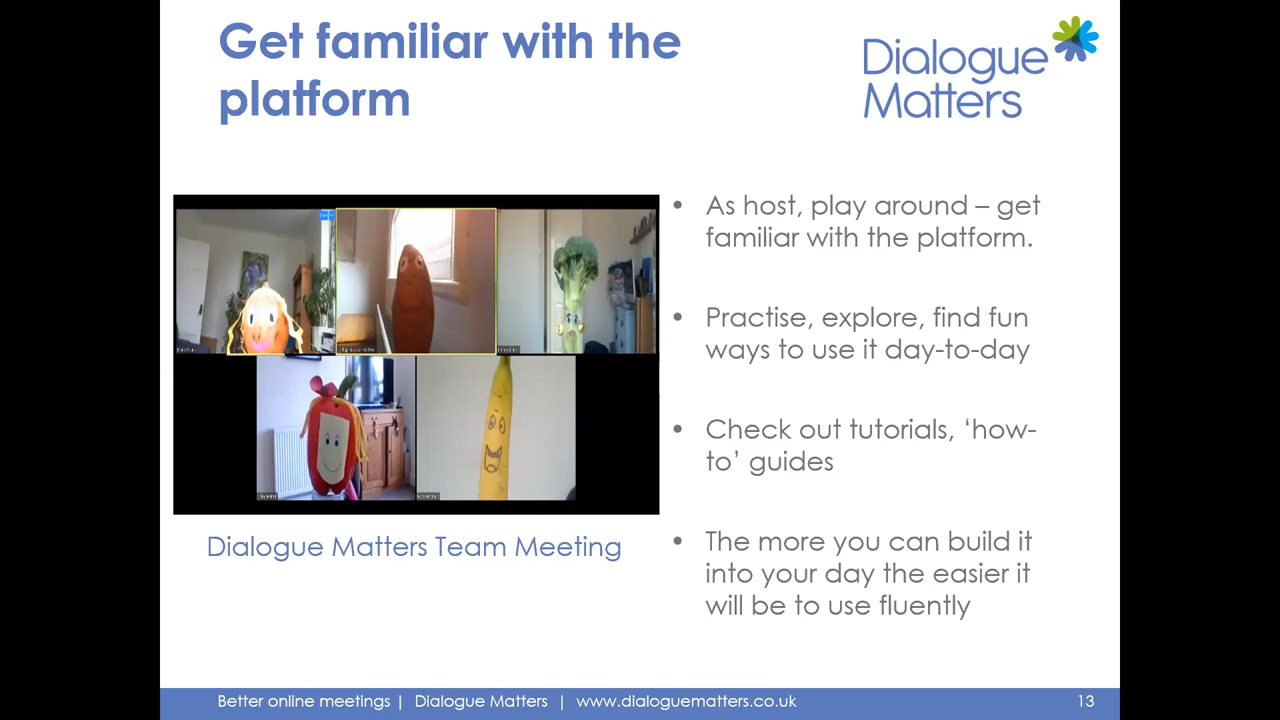 Get familiar with the
platform
Dialogue
Matters
As host, play around – get
familiar with the platform.
Practise, explore, find fun
ways to use it day-to-day
Check out tutorials, ‘how-
to’ guides
The more you can build it
into your day the easier it
will be to use fluently
Dialogue Matters Team Meeting
Better online meetings | Dialogue Matters | www.dialoguematters.co.uk
13